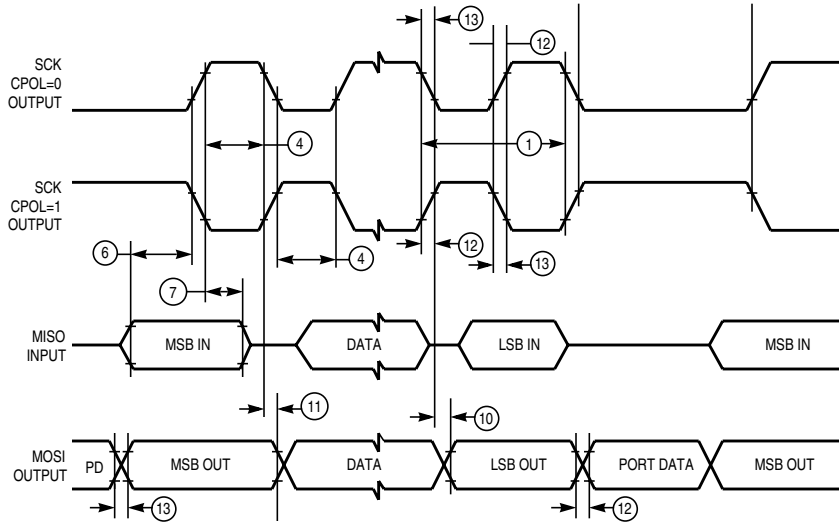 13
12
SCK
CPOL=0
OUTPUT
4
1
SCK
CPOL=1
OUTPUT
6
12
4
13
7
MISO
INPUT
MSB IN
DATA
LSB IN
MSB IN
11
10
MOSI
OUTPUT
PD
MSB OUT
DATA
LSB OUT
PORT DATA
MSB OUT
13
12